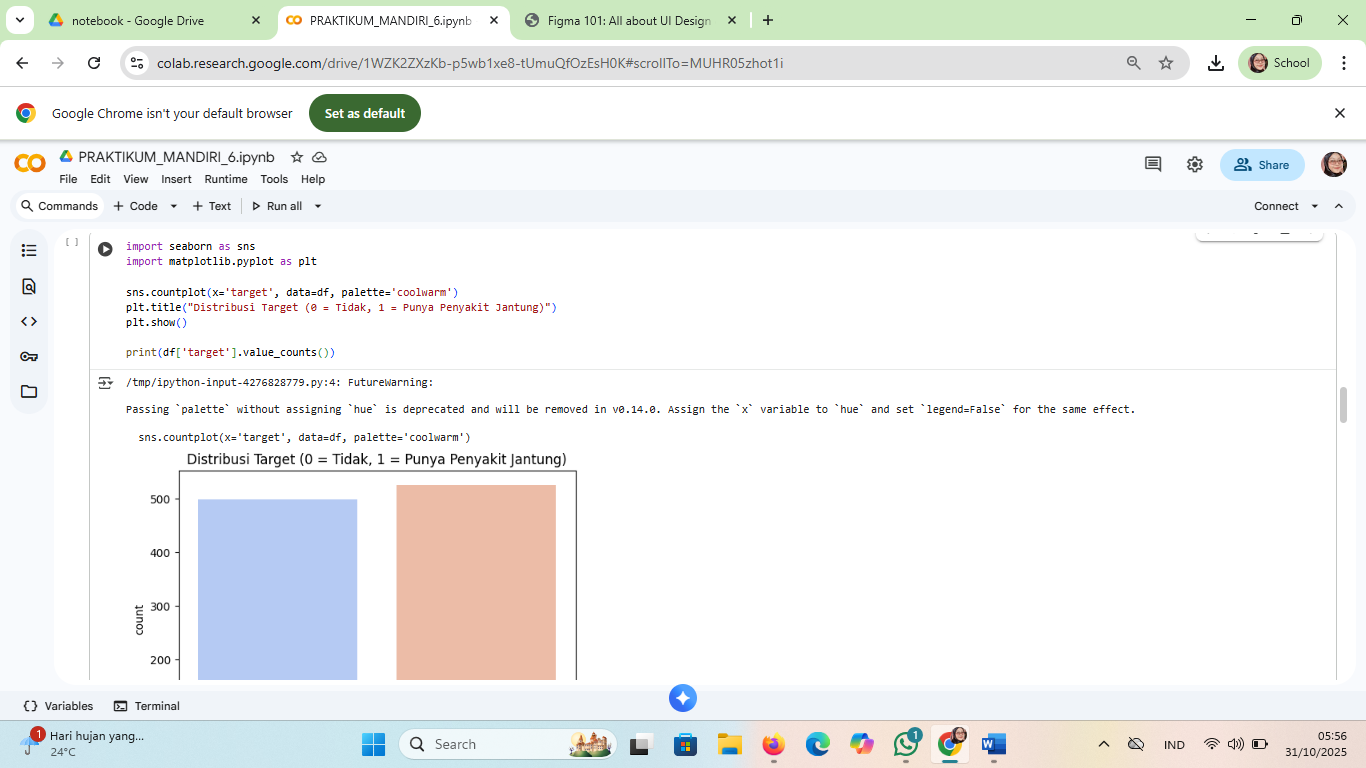 notebook - Google Drive
PRAKTIKUM_MANDIRI_6.ipynb
Figma 101: All about UI Design
colab.research.google.com/drive/1WZK2ZXzKb-p5wb1xe8-tUmuQfOzEsH0K#scrollTo=MUHR05zhot1i
School
Google Chrome isn't your default browser
Set as default
PRAKTIKUM_MANDIRI_6.ipynb
File Edit View Insert Runtime Tools Help
Share
Commands + Code + Text Run all
Connect
[ ]
import seaborn as sns
import matplotlib.pyplot as plt
sns.countplot(x='target', data=df, palette='coolwarm')
plt.title("Distribusi Target (0 = Tidak, 1 = Punya Penyakit Jantung)")
plt.show()
print(df['target'].value_counts())
/tmp/ipython-input-4276828779.py:4: FutureWarning:
Passing `palette` without assigning `hue` is deprecated and will be removed in v0.14.0. Assign the `x` variable to `hue` and set `legend=False` for the same effect.
sns.countplot(x='target', data=df, palette='coolwarm')
Distribusi Target (0 = Tidak, 1 = Punya Penyakit Jantung)
500
400
300
200
count
Variables
Terminal
1
Hari hujan yang...
24°C
Search
1
IND
05:56
31/10/2025